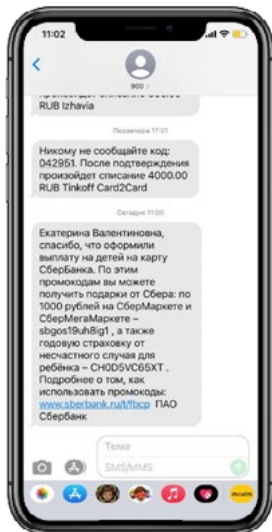 11:02
900 >
RUB Izhavia
Позавчера 17:01
Никому не сообщайте код:
042951. После подтверждения
произойдет списание 4000.00
RUB Tinkoff Card2Card
Сегодня 11:00
Екатерина Валентиновна,
спасибо, что оформили
выплату на детей на карту
СберБанка. По этим
промокодам вы можете
получить подарки от Сбера: по
1000 рублей на СберМаркете и
СберМегаМаркете –
sbgos19uh8ig1 , а также
годовую страховку от
несчастного случая для
ребёнка – CH0D5VC65XT .
Подробнее о том, как
использовать промокоды:
www.sberbank.ru/t/fbcp ПАО
Сбербанк
Тема
SMS/MMS
maxim